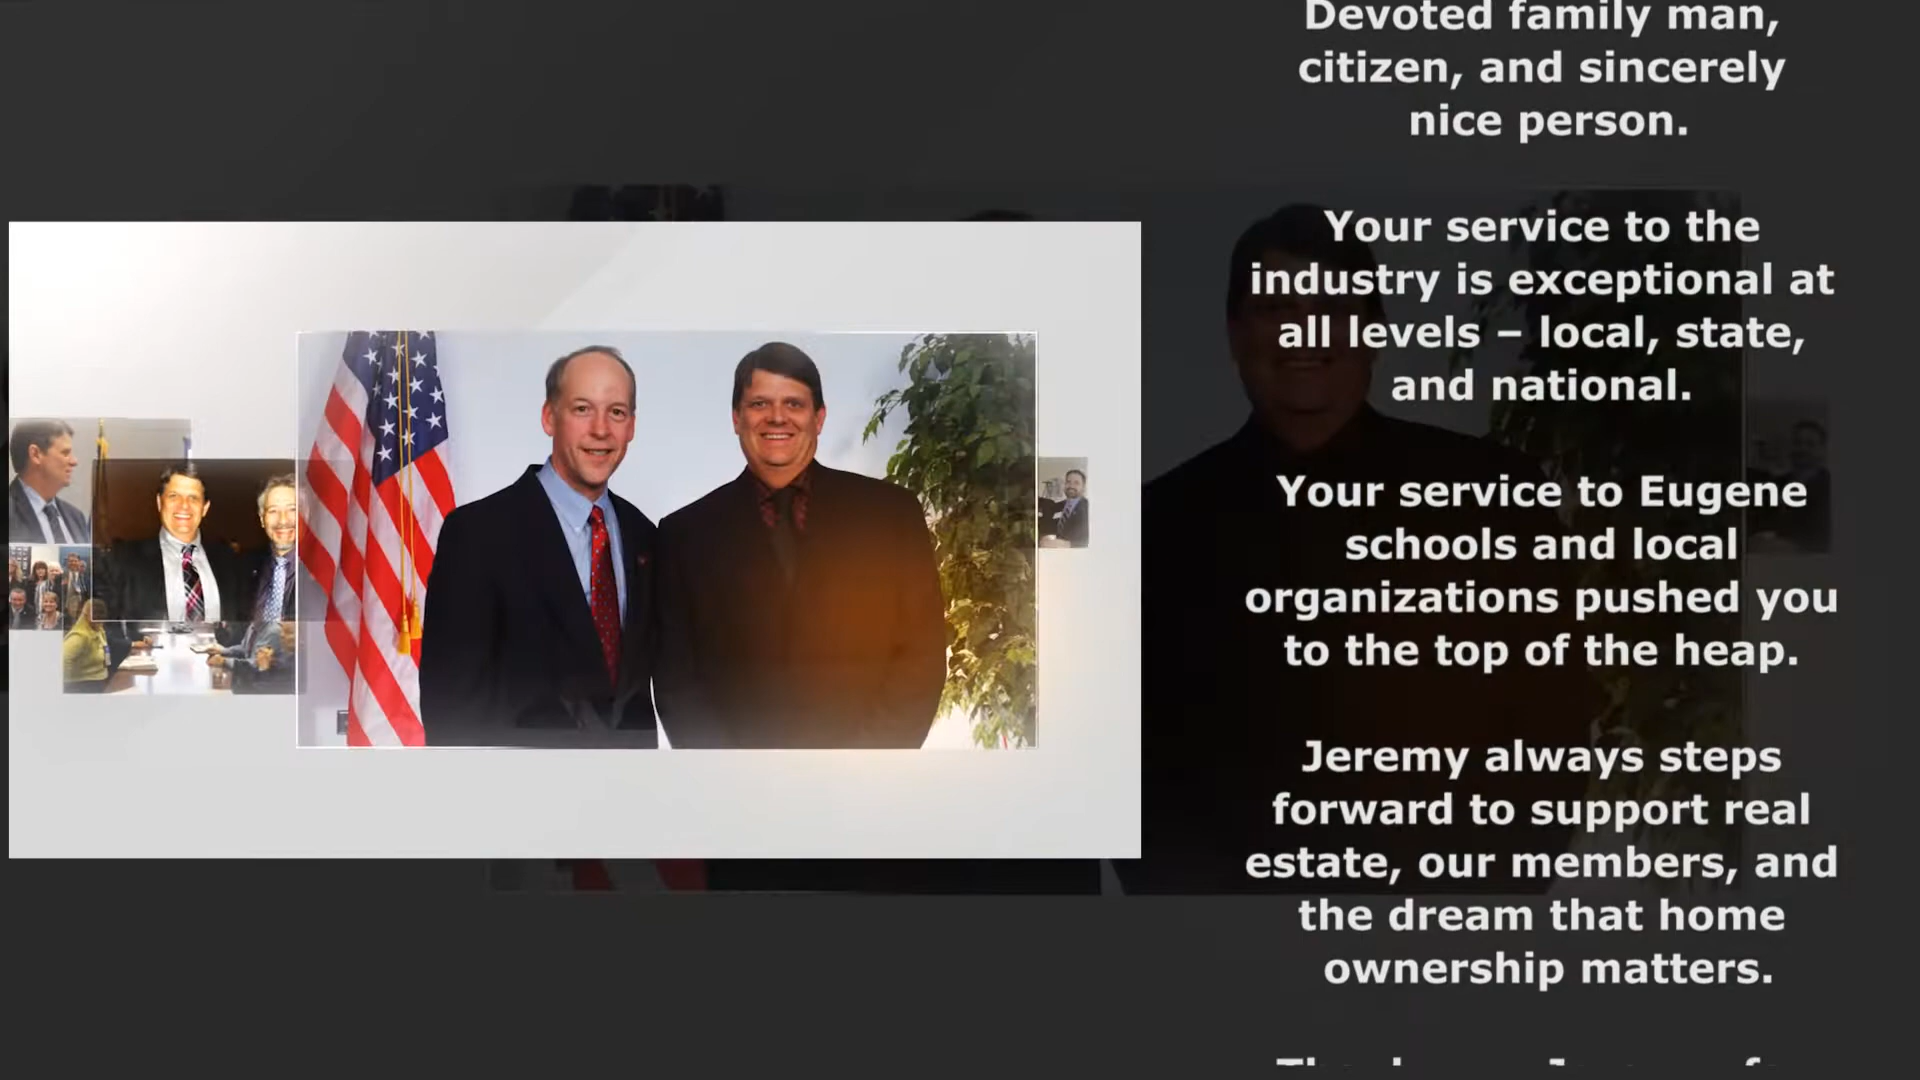 Devoted family man,
citizen, and sincerely
nice person.
Your service to the
industry is exceptional at
all levels – local, state,
and national.
Your service to Eugene
schools and local
organizations pushed you
to the top of the heap.
Jeremy always steps
forward to support real
estate, our members, and
the dream that home
ownership matters.